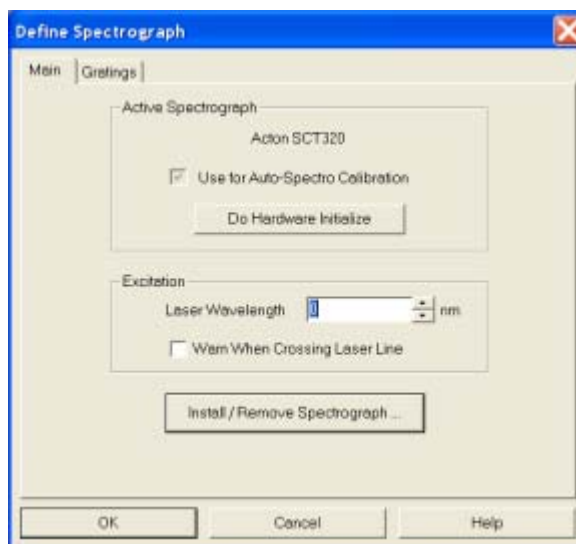 Define Spectrograph
Main Gratings
Active Spectrograph
Acton SCT320
Use for Auto-Spectro Calibration
Do Hardware Initialize
Excitation
Laser Wavelength 0 nm
Warn When Crossing Laser Line
Install / Remove Spectrograph ...
OK Cancel Help